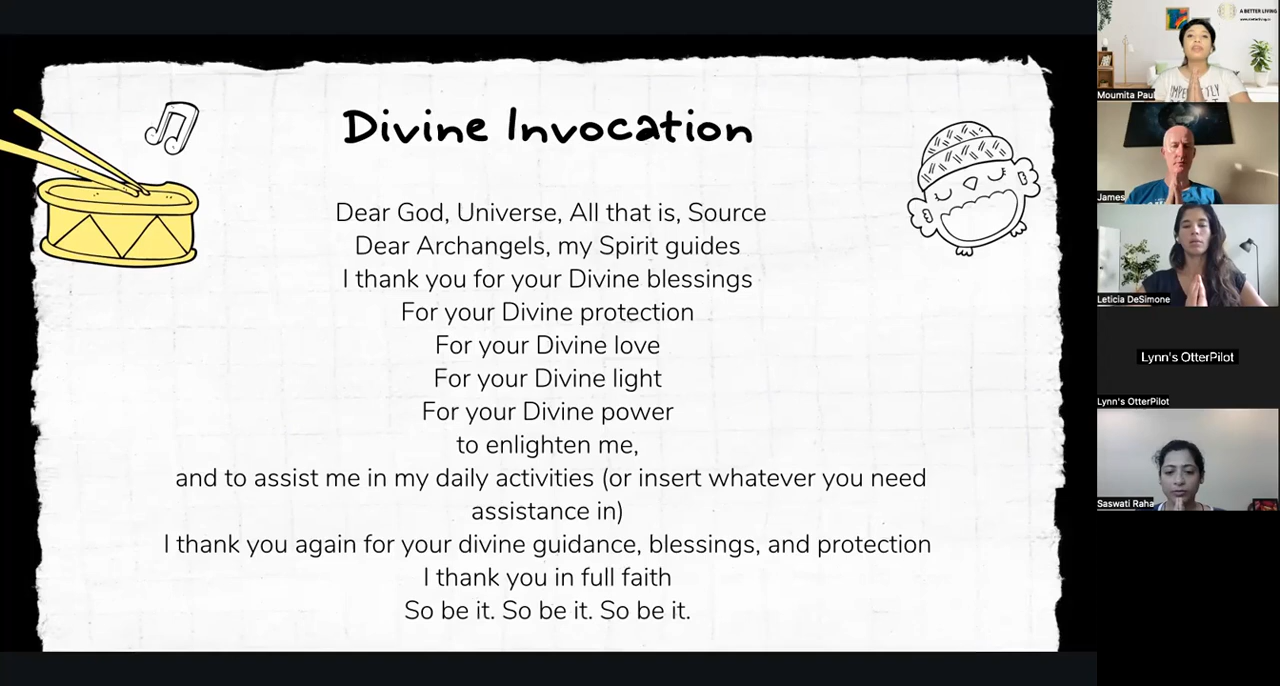 Divine Invocation
Dear God, Universe, All that is, Source
Dear Archangels, my Spirit guides
I thank you for your Divine blessings
For your Divine protection
For your Divine love
For your Divine light
For your Divine power
to enlighten me,
and to assist me in my daily activities (or insert whatever you need
assistance in)
I thank you again for your divine guidance, blessings, and protection
I thank you in full faith
So be it. So be it. So be it.
A BETTER LIVING
Moumita Paul
James
Leticia DeSimone
Lynn's OtterPilot
Lynn's OtterPilot
Saswati Raha